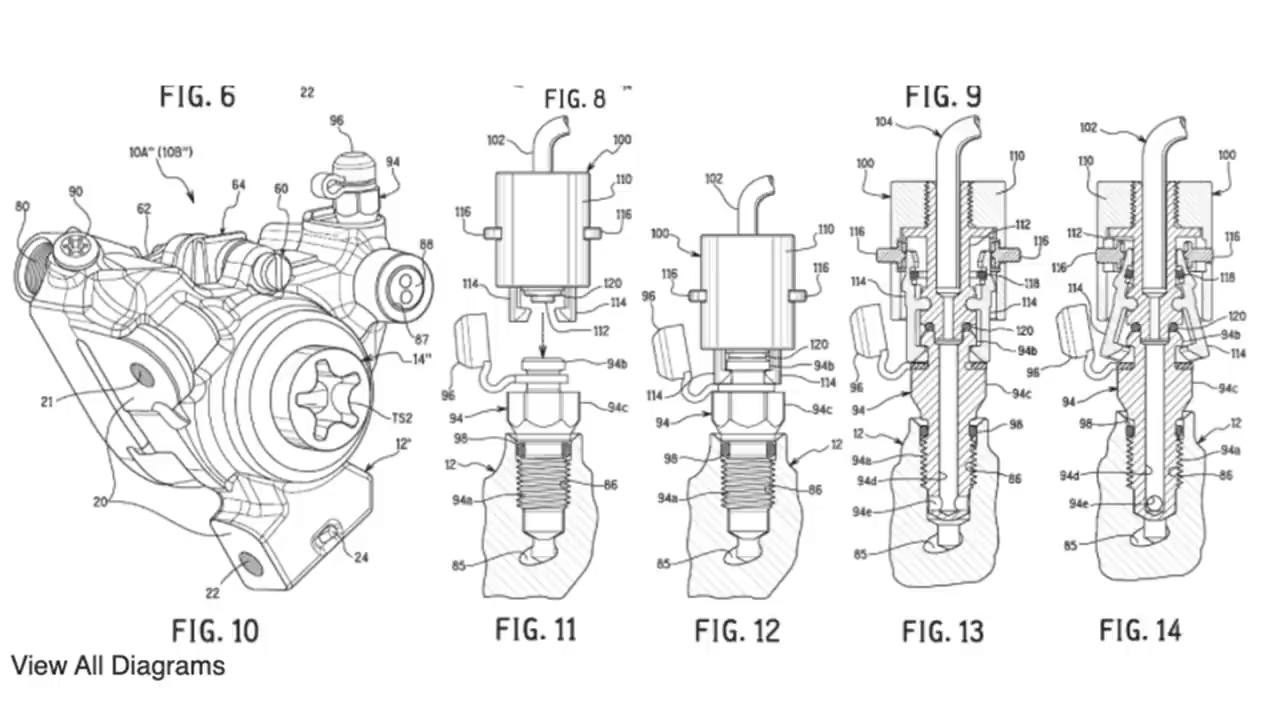 FIG. 6
22
FIG. 8
FIG. 9
96
10A" (10B")
94
64
60
90
62
80
88
87
14"
21
TS2
12"
20
24
22
FIG. 10
102
100
110
116
116
114
120
114
112
96
94b
94
94c
98
12
94a
86
85
FIG. 11
102
100
110
116
116
96
120
94b
114
114
94
94c
98
12
94a
86
85
FIG. 12
104
100
110
112
116
116
114
118
114
120
94b
96
94
94c
12
98
94a
94d
86
94e
85
FIG. 13
102
110
100
112
116
116
118
114
120
94b
114
96
94
94c
98
12
94a
94d
86
94e
85
FIG. 14
View All Diagrams